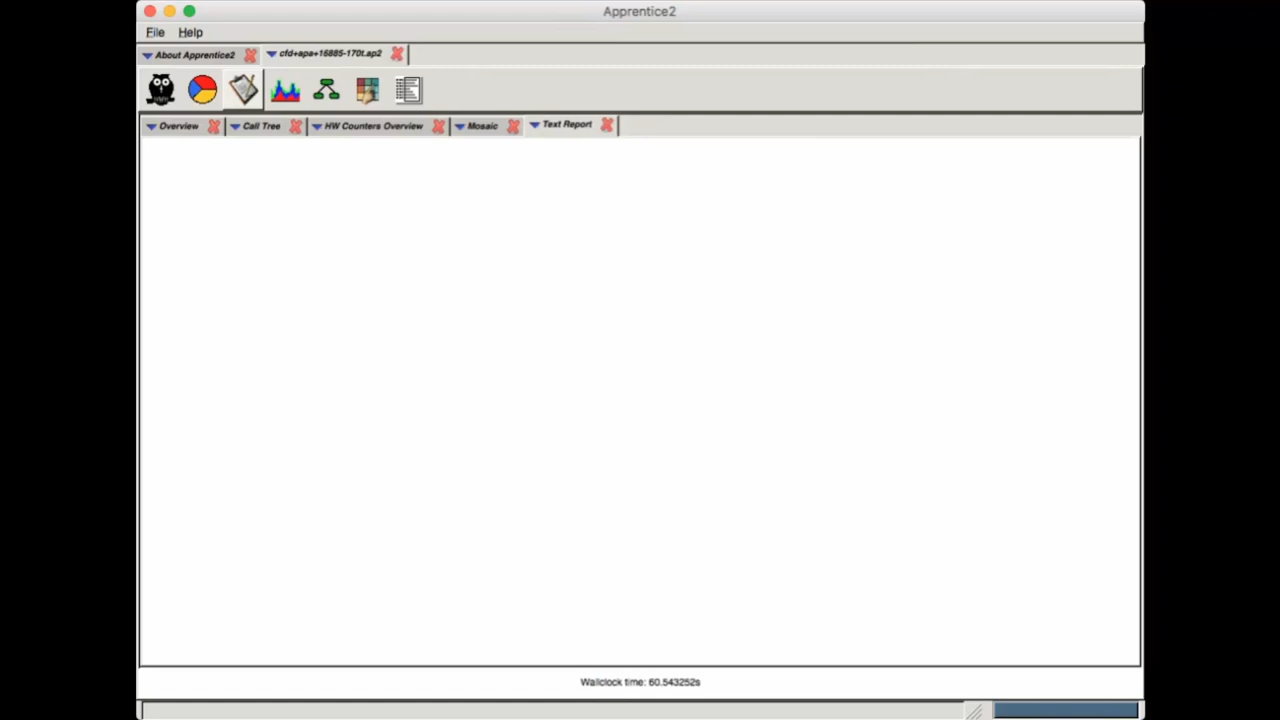 Apprentice2
File Help
About Apprentice2 cfd+apa+16885-170t.ap2
Overview Call Tree HW Counters Overview Mosaic Text Report
Wallclock time: 60.543252s